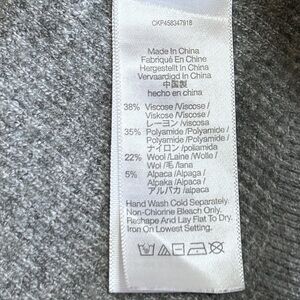 CKP458347918
Made In China
Fabriqué En Chine
Hergestellt In China
Vervaardigd In China
中国製
hecho en china
38% Viscose /Viscose /
Viskose /Viscose /
レーヨン /viscosa
35% Polyamide /Polyamide /
Polyamid /Polyamide /
ナイロン /poliamida
22% Wool /Laine /Wolle /
Wol /毛 /lana
5% Alpaca /Alpaga /
Alpaka /Alpaca /
アルパカ /alpaca
Hand Wash Cold Separately.
Non-Chlorine Bleach Only.
Reshape And Lay Flat To Dry.
Iron On Lowest Setting.